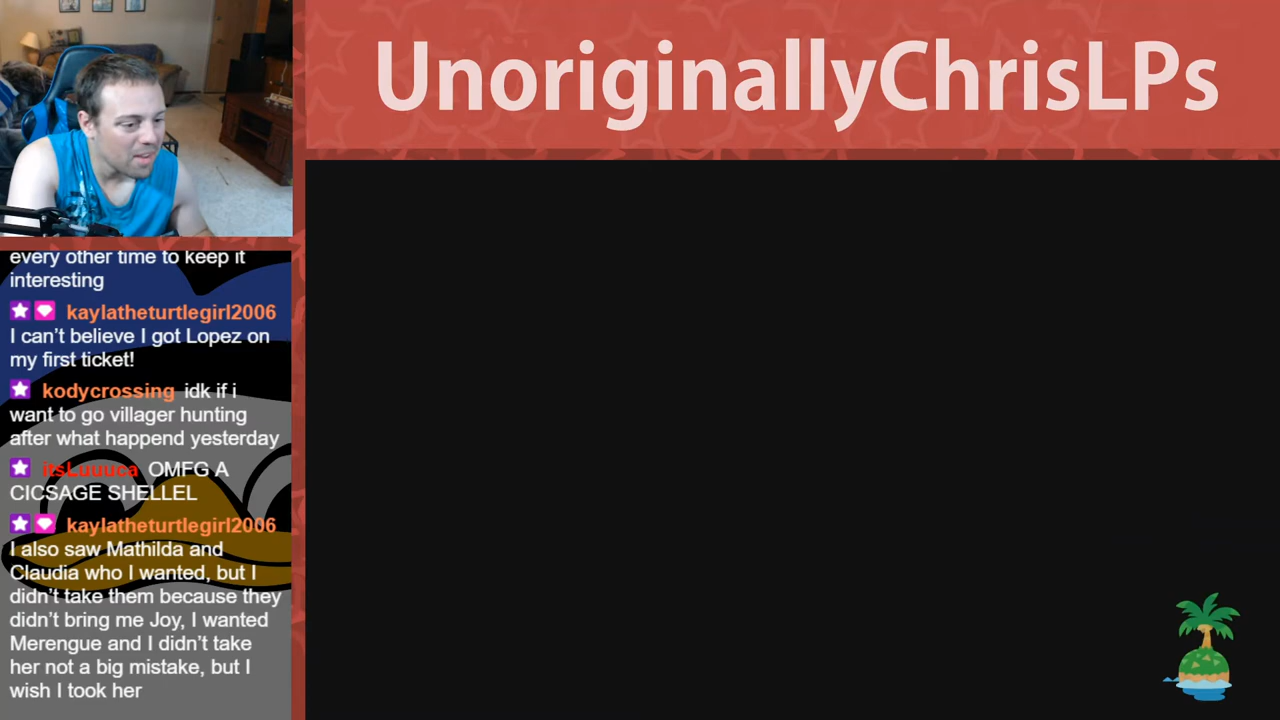 UnoriginallyChrisLPs
every other time to keep it
interesting
kaylatheturtlegirl2006
I can't believe I got Lopez on
my first ticket!
kodycrossing idk if i
want to go villager hunting
after what happend yesterday
itsLuuuca OMFG A
CICSAGE SHELLEL
kaylatheturtlegirl2006
I also saw Mathilda and
Claudia who I wanted, but I
didn't take them because they
didn't bring me Joy, I wanted
Merengue and I didn't take
her not a big mistake, but I
wish I took her